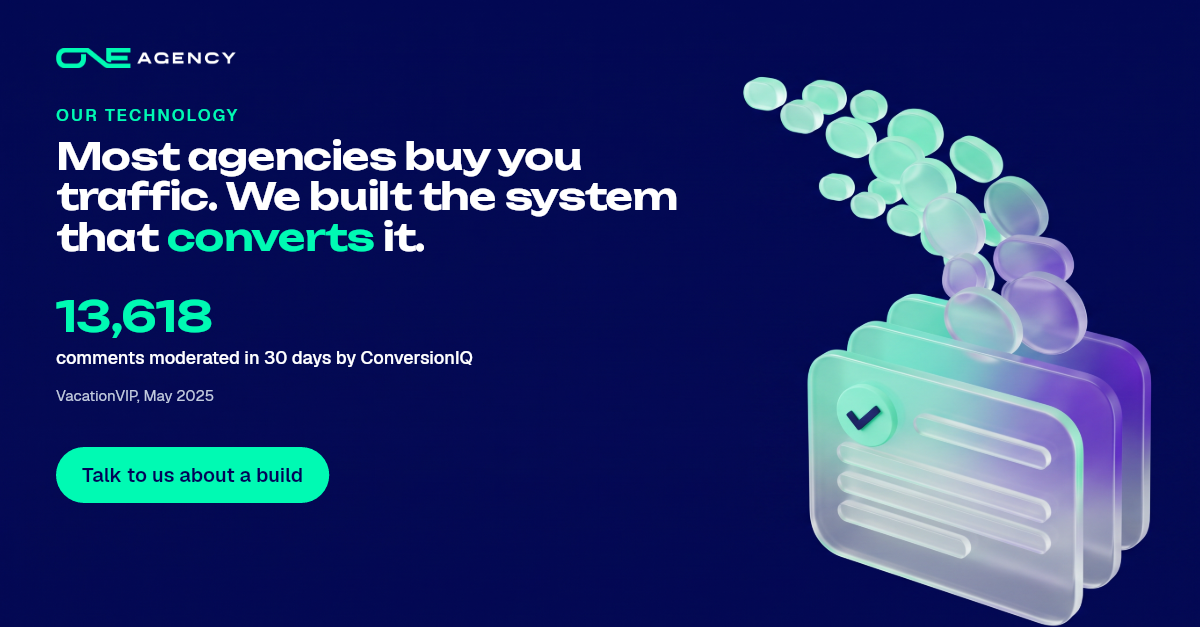 ONE AGENCY
OUR TECHNOLOGY
Most agencies buy you
traffic. We built the system
that converts it.
13,618
comments moderated in 30 days by ConversionIQ
VacationVIP, May 2025
Talk to us about a build